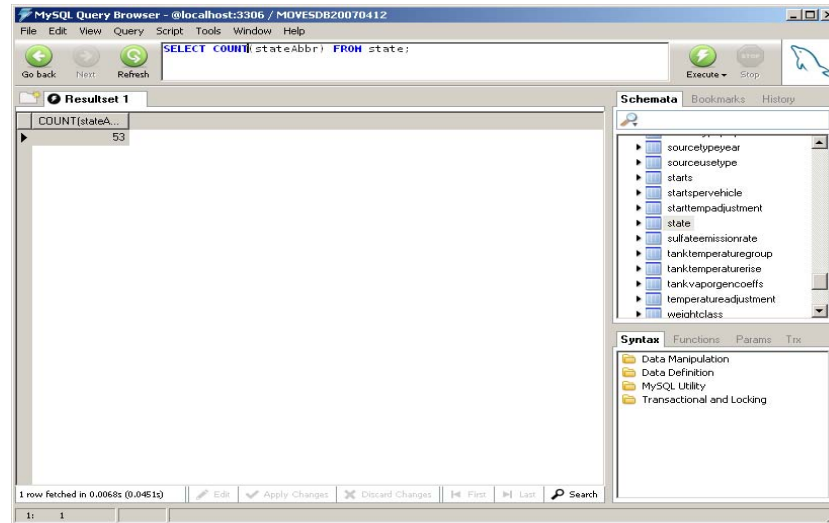 MySQL Query Browser - @localhost:3306 / MOVESDB20070412
File Edit View Query Script Tools Window Help
SELECT COUNT(stateAbbr) FROM state;
Go back Next Refresh
Execute Stop
Resultset 1
COUNT(stateA...
53
Schemata Bookmarks History
sourcetypeyear
sourceusetype
starts
startspervehicle
starttempadjustment
state
sulfateemissionrate
tanktemperaturegroup
tanktemperaturerise
tankvaporgencoeffs
temperatureadjustment
weightclass
Syntax Functions Params Trx
Data Manipulation
Data Definition
MySQL Utility
Transactional and Locking
1 row fetched in 0.0068s (0.0451s) Edit Apply Changes Discard Changes First Last Search
1: 1